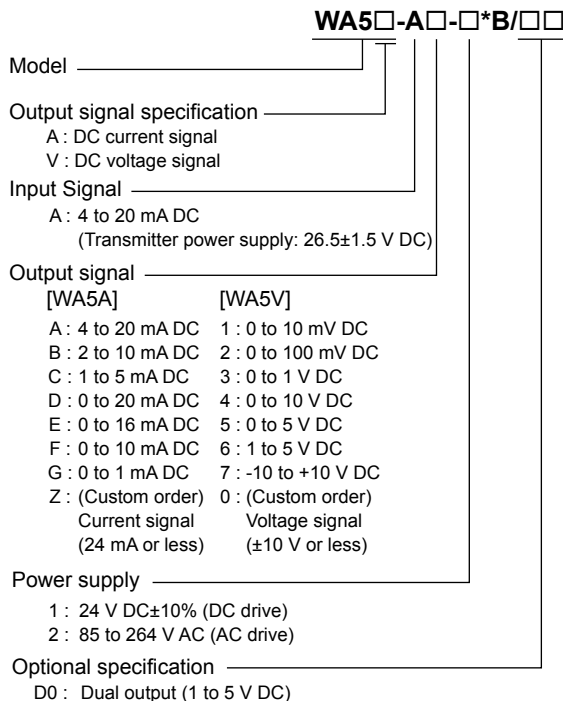 WA5□-A□-□*B/□□
Model
Output signal specification
A : DC current signal
V : DC voltage signal
Input Signal
A : 4 to 20 mA DC
(Transmitter power supply: 26.5±1.5 V DC)
Output signal
[WA5A] [WA5V]
A : 4 to 20 mA DC 1 : 0 to 10 mV DC
B : 2 to 10 mA DC 2 : 0 to 100 mV DC
C : 1 to 5 mA DC 3 : 0 to 1 V DC
D : 0 to 20 mA DC 4 : 0 to 10 V DC
E : 0 to 16 mA DC 5 : 0 to 5 V DC
F : 0 to 10 mA DC 6 : 1 to 5 V DC
G : 0 to 1 mA DC 7 : -10 to +10 V DC
Z : (Custom order) 0 : (Custom order)
Current signal Voltage signal
(24 mA or less) (±10 V or less)
Power supply
1 : 24 V DC±10% (DC drive)
2 : 85 to 264 V AC (AC drive)
Optional specification
D0 : Dual output (1 to 5 V DC)